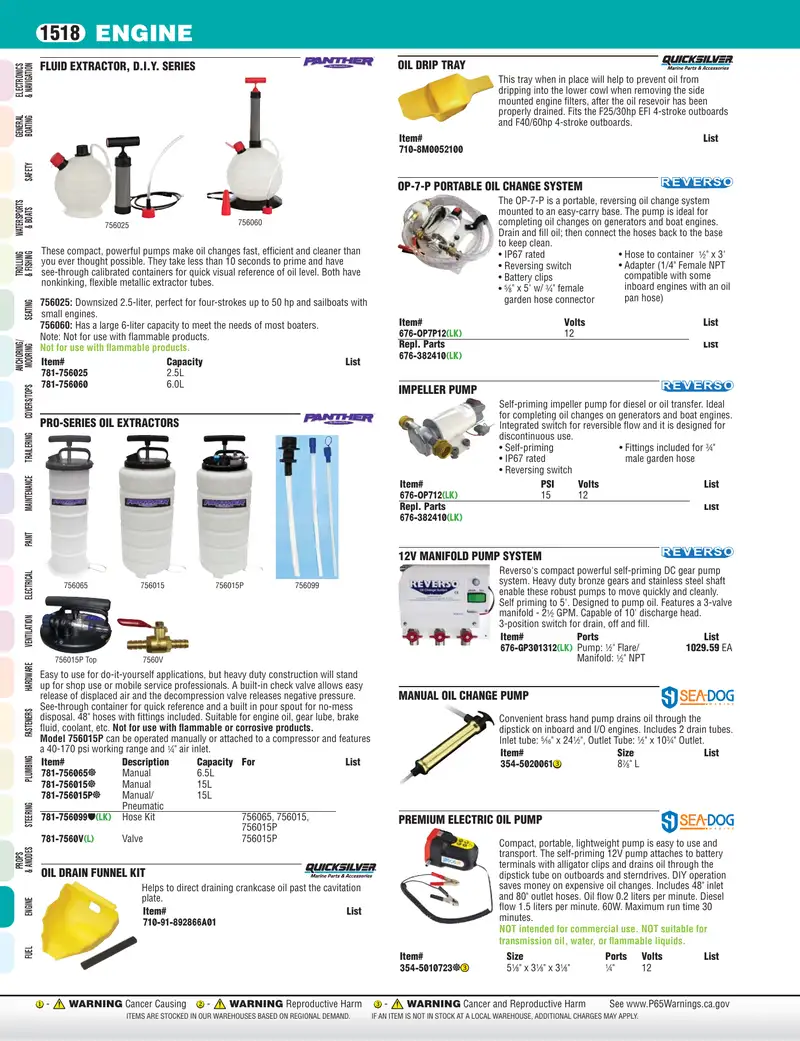 1518 ENGINE
ELECTRONICS & NAVIGATION
GENERAL BOATING
SAFETY
WATERSPORTS & BOATS
TROLLING & FISHING
SEATING
ANCHORING/ MOORING
COVERS/TOPS
TRAILERING
MAINTENANCE
PAINT
ELECTRICAL
VENTILATION
HARDWARE
FASTENERS
PLUMBING
STEERING
PROPS & ANODES
ENGINE
FUEL
FLUID EXTRACTOR, D.I.Y. SERIES
PANTHER
756025
756060
These compact, powerful pumps make oil changes fast, efficient and cleaner than
you ever thought possible. They take less than 10 seconds to prime and have
see-through calibrated containers for quick visual reference of oil level. Both have
nonkinking, flexible metallic extractor tubes.
756025: Downsized 2.5-liter, perfect for four-strokes up to 50 hp and sailboats with
small engines.
756060: Has a large 6-liter capacity to meet the needs of most boaters.
Note: Not for use with flammable products.
Not for use with flammable products.
Item# Capacity List
781-756025 2.5L
781-756060 6.0L
PRO-SERIES OIL EXTRACTORS
PANTHER
756065
756015
756015P
756099
756015P Top
7560V
Easy to use for do-it-yourself applications, but heavy duty construction will stand
up for shop use or mobile service professionals. A built-in check valve allows easy
release of displaced air and the decompression valve releases negative pressure.
See-through container for quick reference and a built in pour spout for no-mess
disposal. 48" hoses with fittings included. Suitable for engine oil, gear lube, brake
fluid, coolant, etc. Not for use with flammable or corrosive products.
Model 756015P can be operated manually or attached to a compressor and features
a 40-170 psi working range and ¼" air inlet.
Item# Description Capacity For List
781-756065 Manual 6.5L
781-756015 Manual 15L
781-756015P Manual/ 15L
Pneumatic
781-756099(LK) Hose Kit 756065, 756015,
756015P
781-7560V(L) Valve 756015P
OIL DRAIN FUNNEL KIT
QUICKSILVER
Marine Parts & Accessories
Helps to direct draining crankcase oil past the cavitation
plate.
Item# List
710-91-892866A01
OIL DRIP TRAY
QUICKSILVER
Marine Parts & Accessories
This tray when in place will help to prevent oil from
dripping into the lower cowl when removing the side
mounted engine filters, after the oil resevoir has been
properly drained. Fits the F25/30hp EFI 4-stroke outboards
and F40/60hp 4-stroke outboards.
Item# List
710-8M0052100
OP-7-P PORTABLE OIL CHANGE SYSTEM
REVERSO
The OP-7-P is a portable, reversing oil change system
mounted to an easy-carry base. The pump is ideal for
completing oil changes on generators and boat engines.
Drain and fill oil; then connect the hoses back to the base
to keep clean.
• IP67 rated
• Reversing switch
• Battery clips
• ⅝" x 5' w/ ¾" female
garden hose connector
• Hose to container ½" x 3'
• Adapter (1/4" Female NPT
compatible with some
inboard engines with an oil
pan hose)
Item# Volts List
676-OP7P12(LK) 12
Repl. Parts List
676-382410(LK)
IMPELLER PUMP
REVERSO
Self-priming impeller pump for diesel or oil transfer. Ideal
for completing oil changes on generators and boat engines.
Integrated switch for reversible flow and it is designed for
discontinuous use.
• Self-priming
• IP67 rated
• Reversing switch
• Fittings included for ¾"
male garden hose
Item# PSI Volts List
676-OP712(LK) 15 12
Repl. Parts List
676-382410(LK)
12V MANIFOLD PUMP SYSTEM
REVERSO
REVERSO
Reverso's compact powerful self-priming DC gear pump
system. Heavy duty bronze gears and stainless steel shaft
enable these robust pumps to move quickly and cleanly.
Self priming to 5'. Designed to pump oil. Features a 3-valve
manifold - 2½ GPM. Capable of 10' discharge head.
3-position switch for drain, off and fill.
Item# Ports List
676-GP301312(LK) Pump: ½" Flare/ 1029.59 EA
Manifold: ½" NPT
MANUAL OIL CHANGE PUMP
SEA-DOG
Convenient brass hand pump drains oil through the
dipstick on inboard and I/O engines. Includes 2 drain tubes.
Inlet tube: 5⁄16" x 24½", Outlet Tube: ½" x 10¾" Outlet.
Item# Size List
354-5020061 3 8⅞" L
PREMIUM ELECTRIC OIL PUMP
SEA-DOG
Compact, portable, lightweight pump is easy to use and
transport. The self-priming 12V pump attaches to battery
terminals with alligator clips and drains oil through the
dipstick tube on outboards and sterndrives. DIY operation
saves money on expensive oil changes. Includes 48" inlet
and 80" outlet hoses. Oil flow 0.2 liters per minute. Diesel
flow 1.5 liters per minute. 60W. Maximum run time 30
minutes.
NOT intended for commercial use. NOT suitable for
transmission oil, water, or flammable liquids.
Item# Size Ports Volts List
354-5010723 3 5⅛" x 3⅛" x 3⅛" ¼" 12
1 - WARNING Cancer Causing 2 - WARNING Reproductive Harm 3 - WARNING Cancer and Reproductive Harm See www.P65Warnings.ca.gov
ITEMS ARE STOCKED IN OUR WAREHOUSES BASED ON REGIONAL DEMAND. IF AN ITEM IS NOT IN STOCK AT A LOCAL WAREHOUSE, ADDITIONAL CHARGES MAY APPLY.